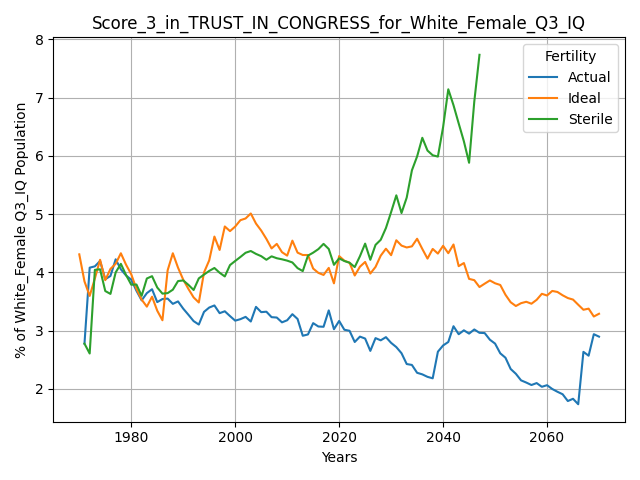 Score_3_in_TRUST_IN_CONGRESS_for_White_Female_Q3_IQ
8
7
6
5
4
3
2
% of White_Female Q3_IQ Population
Fertility
Actual
Ideal
Sterile
1980 2000 2020 2040 2060
Years